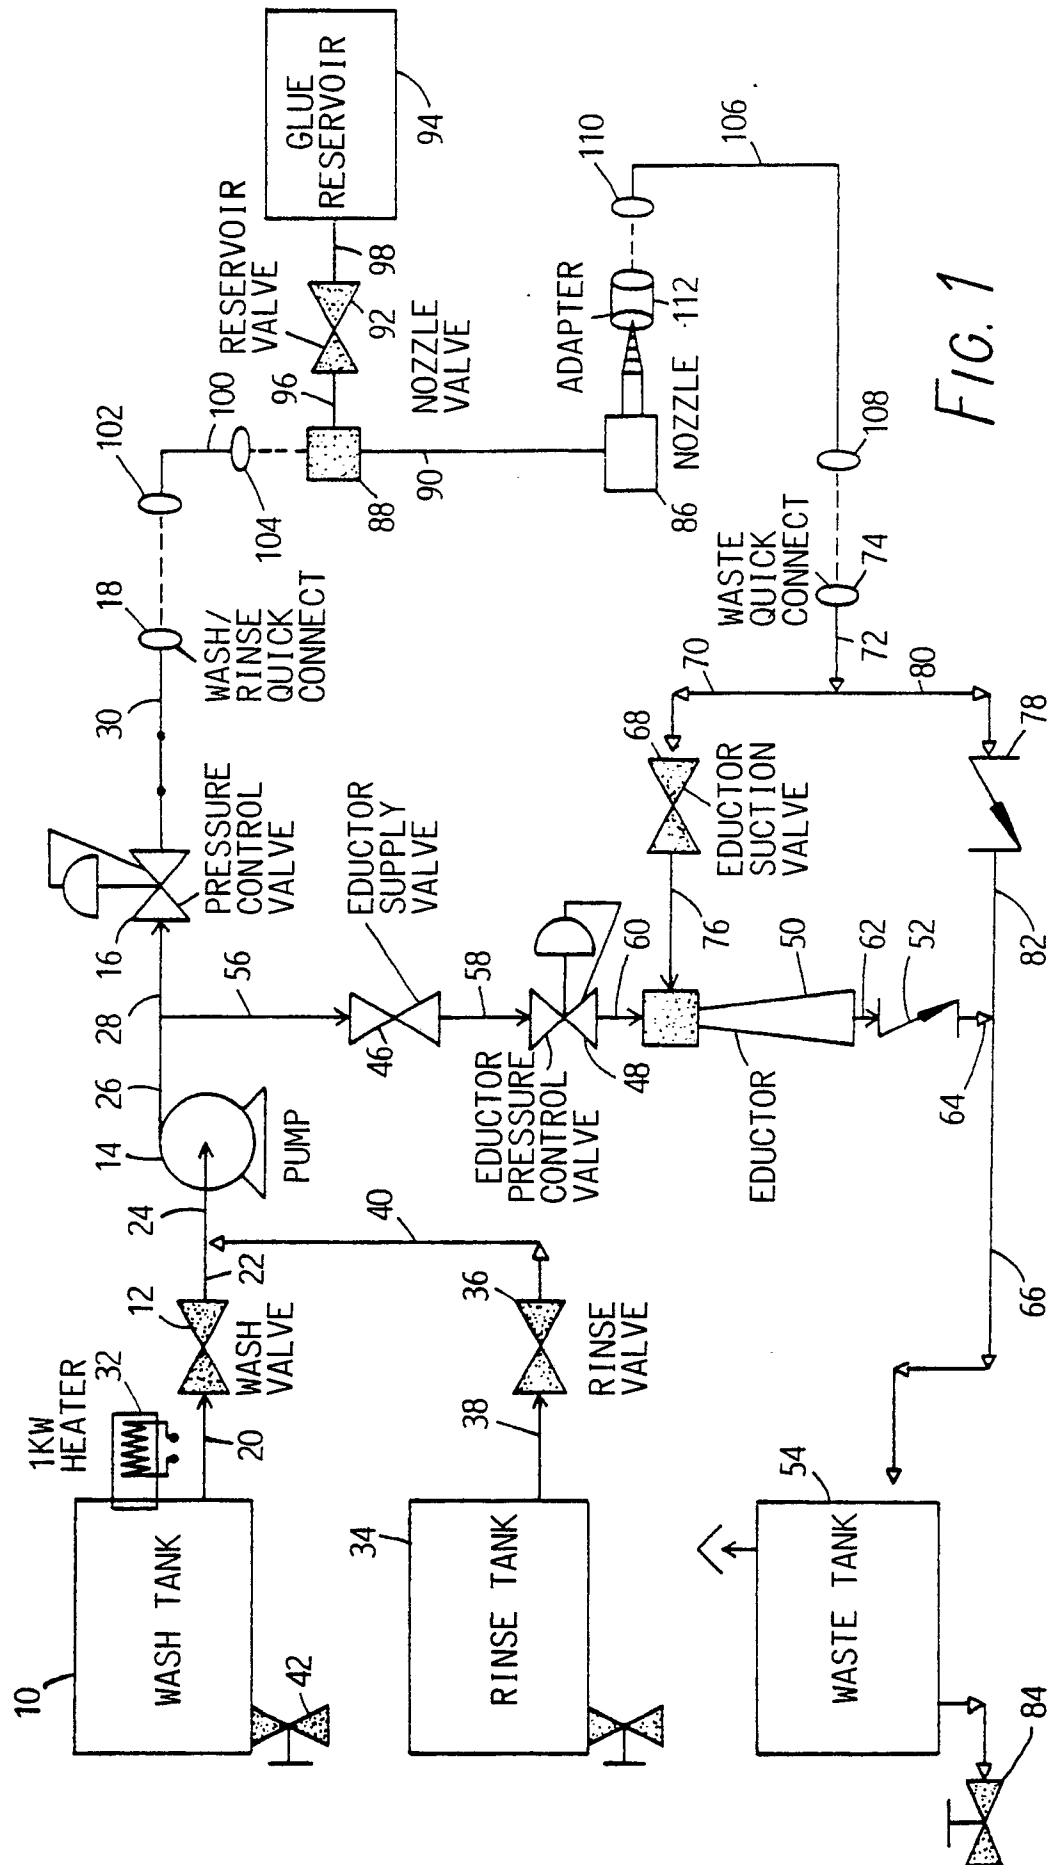 1KW
HEATER
32
10
WASH TANK
42
20
12
WASH
VALVE
22
24
14
PUMP
26
28
16
PRESSURE
CONTROL
VALVE
30
18
WASH/
RINSE
QUICK
CONNECT
102
100
104
88
96
RESERVOIR
VALVE
92
98
GLUE
RESERVOIR
94
NOZZLE
VALVE
90
86
NOZZLE
ADAPTER
112
110
106
34
RINSE TANK
38
36
RINSE
VALVE
40
56
EDUCTOR
SUPPLY
VALVE
46
58
EDUCTOR
PRESSURE
CONTROL
VALVE
48
60
EDUCTOR
50
62
52
64
76
68
EDUCTOR
SUCTION
VALVE
70
72
WASTE
QUICK
CONNECT
74
108
80
78
82
66
54
WASTE TANK
84
FIG. 1